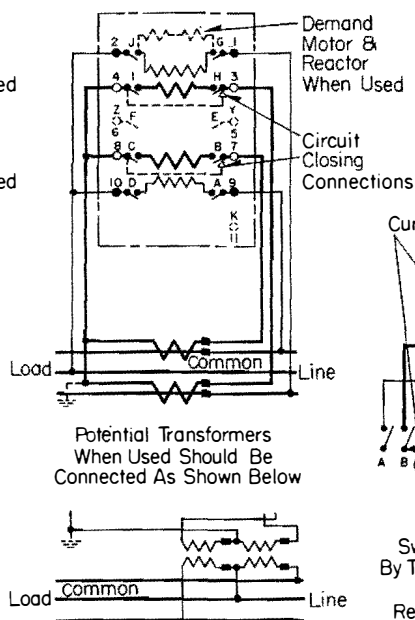 Demand
Motor &
Reactor
When Used
2 J G 1
4 I H 3
Z F E Y
6 5
8 C B 7
10 D A 9
K
11
Circuit
Closing
Connections
Load Common Line
Potential Transformers
When Used Should Be
Connected As Shown Below
Load Common Line
ed
ed
Cur
A B
Sw
By T
Re